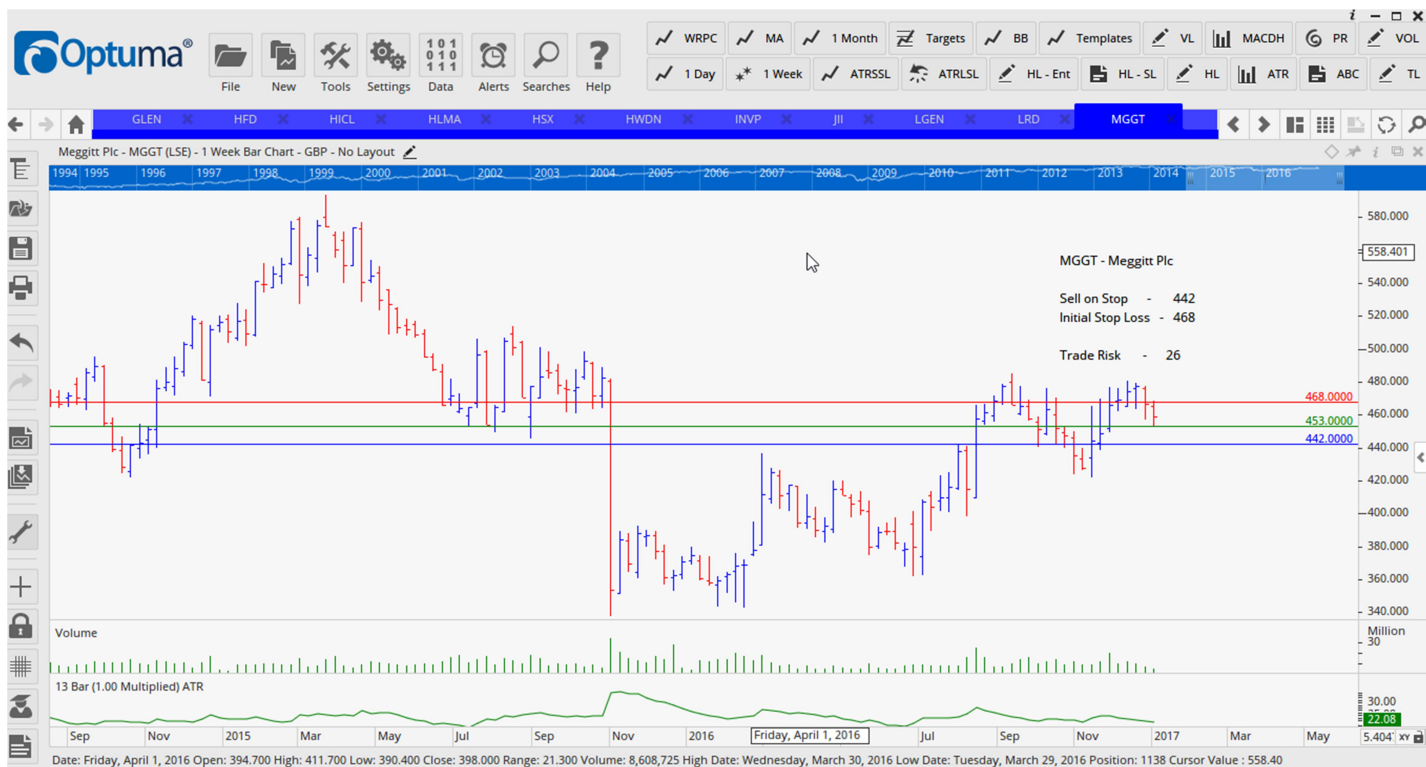 i
Optuma®
File New Tools Settings Data Alerts Searches Help
WRPC MA 1 Month Targets BB Templates VL MACDH PR VOL
1 Day 1 Week ATRSSL ATRLSL HL - Ent HL - SL HL ATR ABC TL
GLEN HFD HICL HLMA HSX HWDN INVP JII LGEN LRD MGGT
Meggitt Plc - MGGT (LSE) - 1 Week Bar Chart - GBP - No Layout
1994 1995 1996 1997 1998 1999 2000 2001 2002 2003 2004 2005 2006 2007 2008 2009 2010 2011 2012 2013 2014 2015 2016
580.000
558.401
540.000
520.000
500.000
480.000
460.000
440.000
420.000
400.000
380.000
360.000
340.000
MGGT - Meggitt Plc
Sell on Stop - 442
Initial Stop Loss - 468
Trade Risk - 26
468.0000
453.0000
442.0000
Volume
Million
30
13 Bar (1.00 Multiplied) ATR
30.00
22.08
Sep Nov 2015 Mar May Jul Sep Nov 2016 Friday, April 1, 2016 Jul Sep Nov 2017 Mar May 5.404 XY
Date: Friday, April 1, 2016 Open: 394.700 High: 411.700 Low: 390.400 Close: 398.000 Range: 21.300 Volume: 8,608,725 High Date: Wednesday, March 30, 2016 Low Date: Tuesday, March 29, 2016 Position: 1138 Cursor Value : 558.40